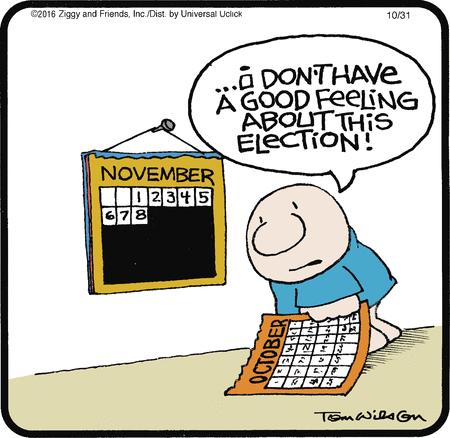 ©2016 Ziggy and Friends, Inc./Dist. by Universal Uclick 10/31
...i DON'T HAVE
A GOOD FEELING
ABOUT THIS
ELECTION!
NOVEMBER
1 2 3 4 5
6 7 8
OCTOBER
Tom Wilson